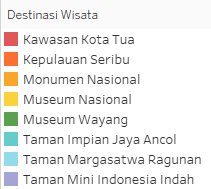 Destinasi Wisata
Kawasan Kota Tua
Kepulauan Seribu
Monumen Nasional
Museum Nasional
Museum Wayang
Taman Impian Jaya Ancol
Taman Margasatwa Ragunan
Taman Mini Indonesia Indah